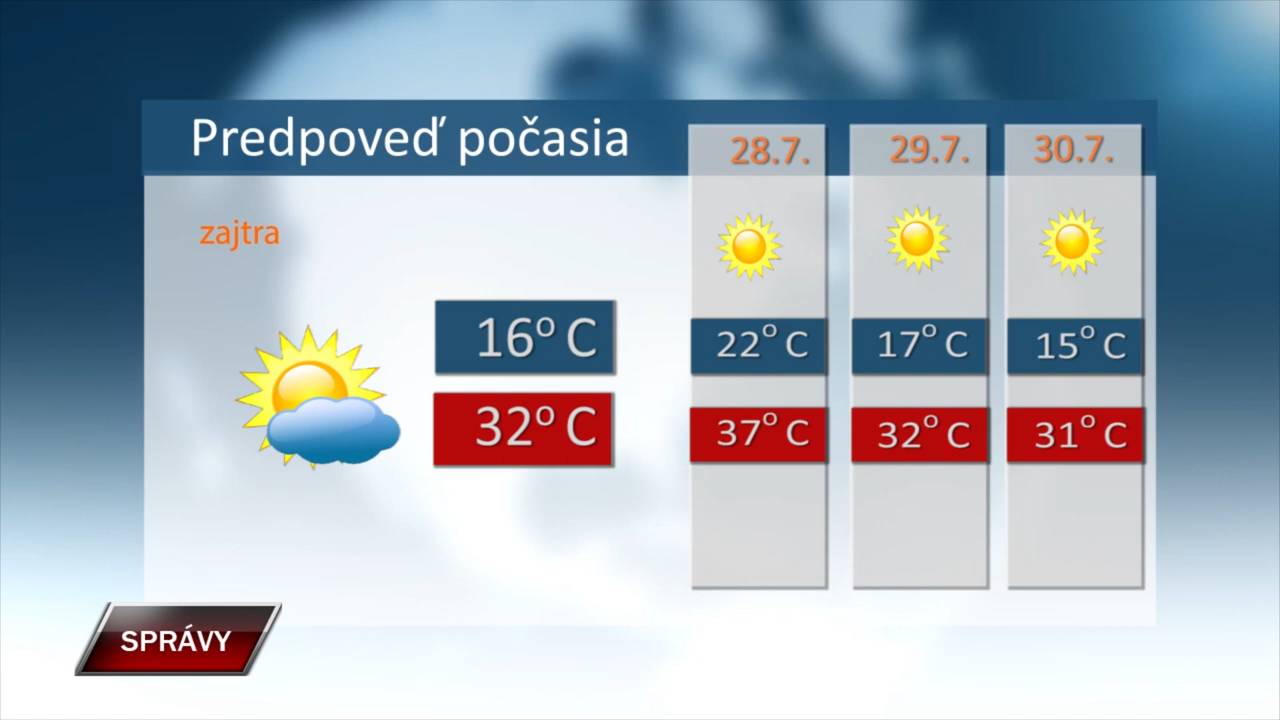 Predpoveď počasia
zajtra
16° C
32° C
28.7.
22° C
37° C
29.7.
17° C
32° C
30.7.
15° C
31° C
SPRÁVY